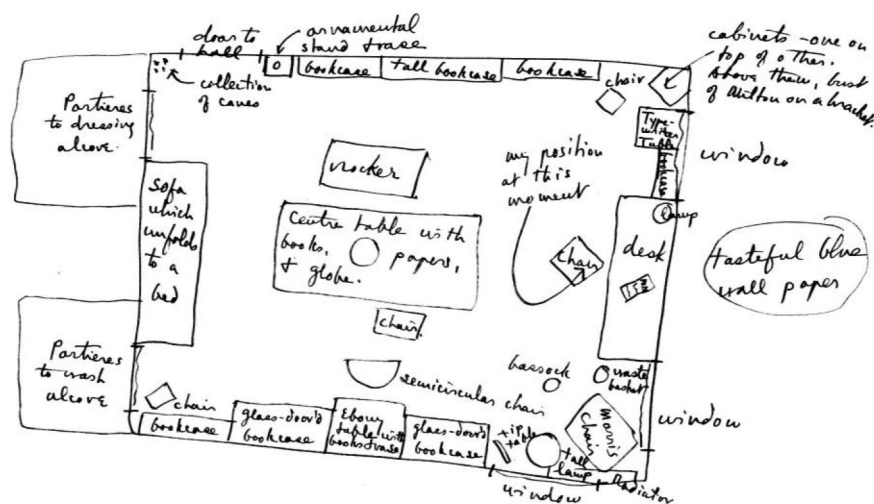 door to
hall
ornamental
stand & vase
bookcase
tall bookcase
bookcase
chair
cabinets - one on
top of other.
Above them, bust
of Milton on a bracket.
collection
of canes
Portieres
to dressing
alcove.
Type-
writer
Table
bookcase
window
rocker
my position
at this
moment
lamp
Sofa
which
unfolds
to a
bed
Centre table with
books, papers,
& globe.
chair
desk
tasteful blue
wall paper
chair
Portieres
to wash
alcove
hassock
waste
basket
semicircular chair
chair
Morris
chair
window
bookcase
glass-door'd
bookcase
Ebony
table with
books & vase
glass-door'd
bookcase
tip
table
tall
lamp
Radiator
window